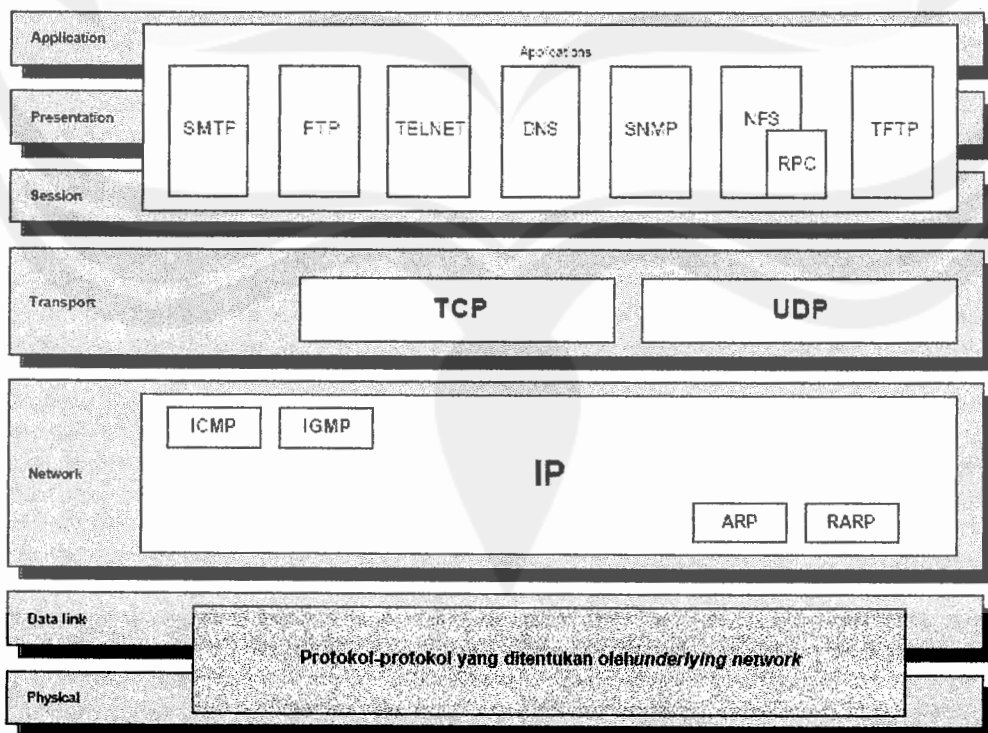 Application
Applications
Presentation
SMTP FTP TELNET DNS SNMP NFS TFTP
RPC
Session
Transport
TCP UDP
ICMP IGMP
Network
IP
ARP RARP
Data link
Protokol-protokol yang ditentukan olehunderlying network
Physical